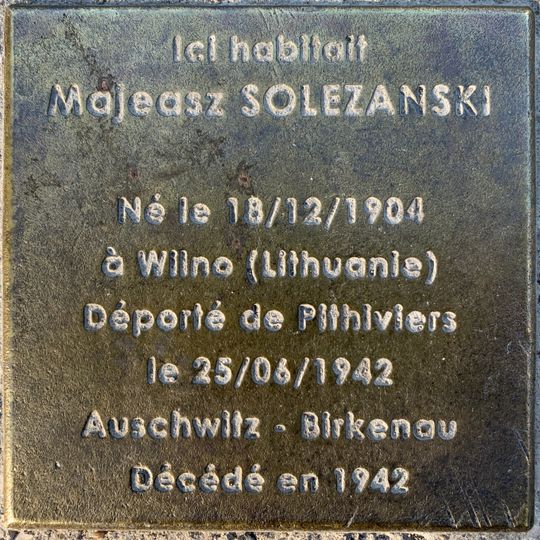 Ici habitait
Majeasz SOLEZANSKI
Né le 18/12/1904
à Wilno (Lithuanie)
Déporté de Pithiviers
le 25/06/1942
Auschwitz - Birkenau
Décédé en 1942